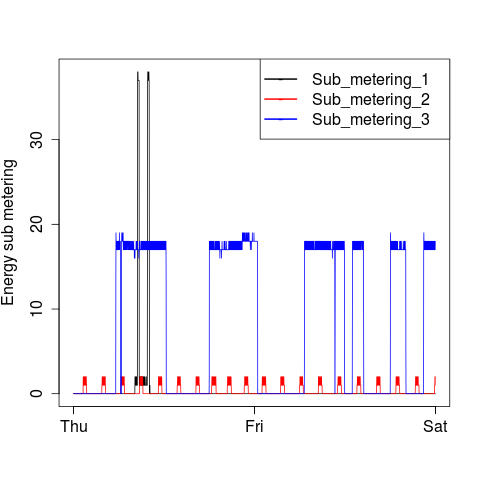 Sub_metering_1
Sub_metering_2
Sub_metering_3
Energy sub metering
30
20
10
0
Thu Fri Sat